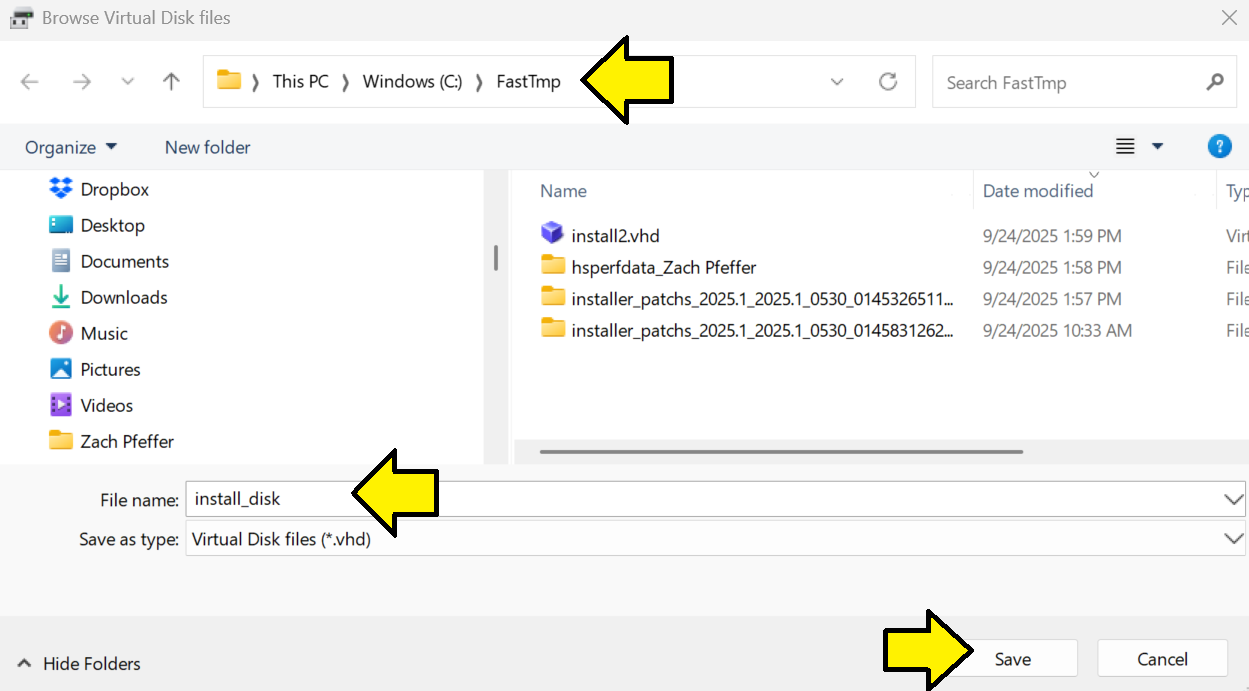 Browse Virtual Disk files
This PC Windows (C:) FastTmp
Search FastTmp
Organize New folder
?
Dropbox
Desktop
Documents
Downloads
Music
Pictures
Videos
Zach Pfeffer
Name Date modified Typ
install2.vhd 9/24/2025 1:59 PM Virt
hsperfdata_Zach Pfeffer 9/24/2025 1:58 PM File
installer_patchs_2025.1_2025.1_0530_0145326511... 9/24/2025 1:57 PM File
installer_patchs_2025.1_2025.1_0530_0145831262... 9/24/2025 10:33 AM File
File name: install_disk
Save as type: Virtual Disk files (*.vhd)
Hide Folders
Save Cancel